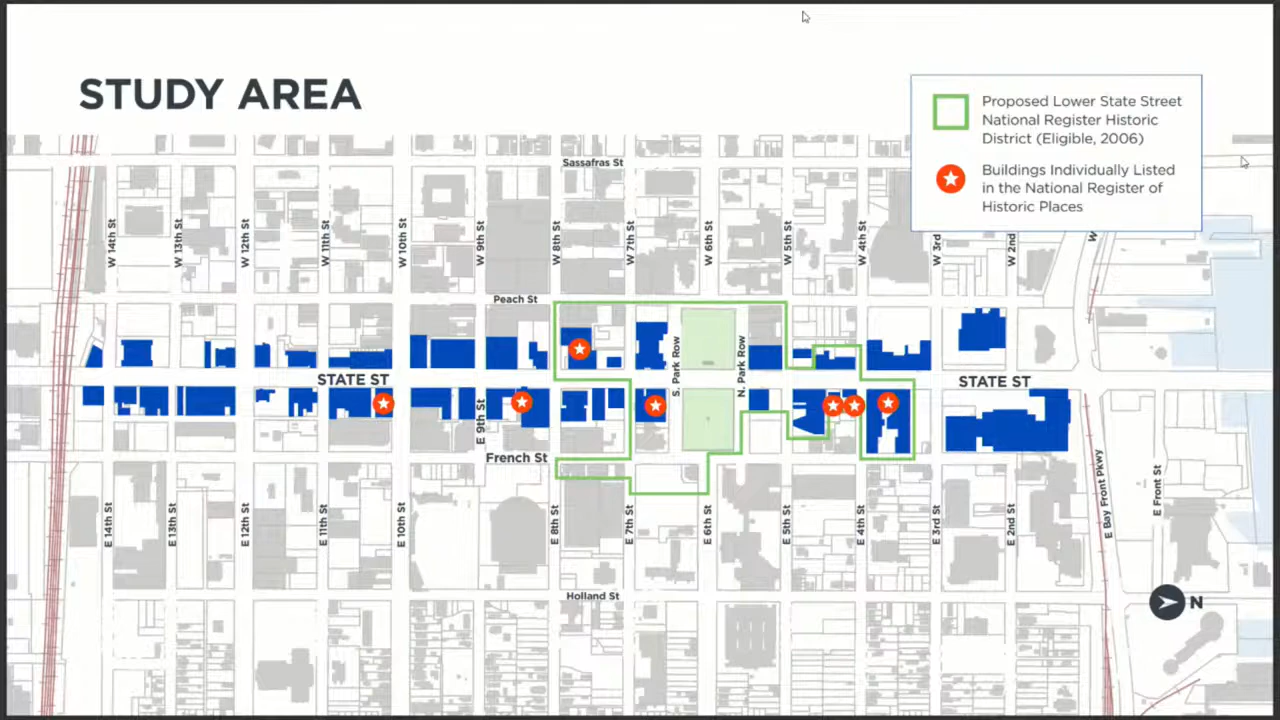 STUDY AREA
Proposed Lower State Street
National Register Historic
District (Eligible, 2006)
Buildings Individually Listed
in the National Register of
Historic Places
Sassafras St
W 14th St
W 13th St
W 12th St
W 11th St
W 10th St
W 9th St
W 8th St
W 7th St
W 6th St
W 5th St
W 4th St
W 3rd
W 2nd
W
Peach St
S. Park Row
N. Park Row
STATE ST
STATE ST
E 9th St
French St
E 14th St
E 13th St
E 12th St
E 11th St
E 10th St
E 8th St
E 7th St
E 6th St
E 5th St
E 4th St
E 3rd St
E 2nd St
E Bay Front Pkwy
E Front St
Holland St
N